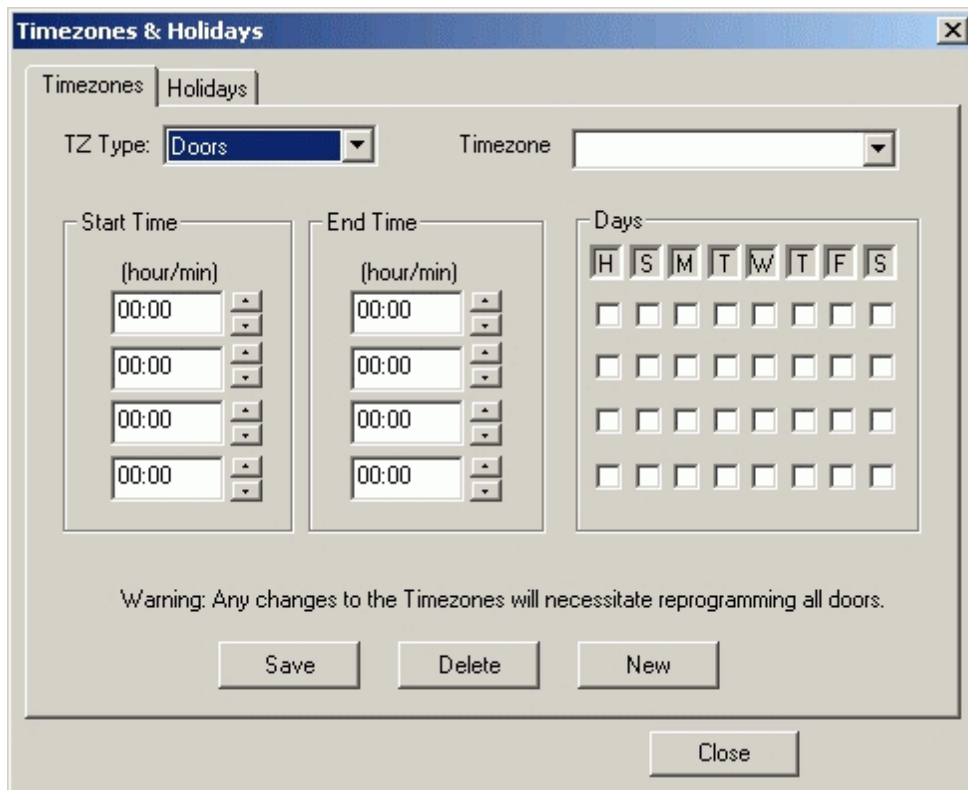 Timezones & Holidays
Timezones Holidays
TZ Type: Doors Timezone
Start Time End Time Days
(hour/min) (hour/min) H S M T W T F S
00:00 00:00
00:00 00:00
00:00 00:00
00:00 00:00
Warning: Any changes to the Timezones will necessitate reprogramming all doors.
Save Delete New
Close